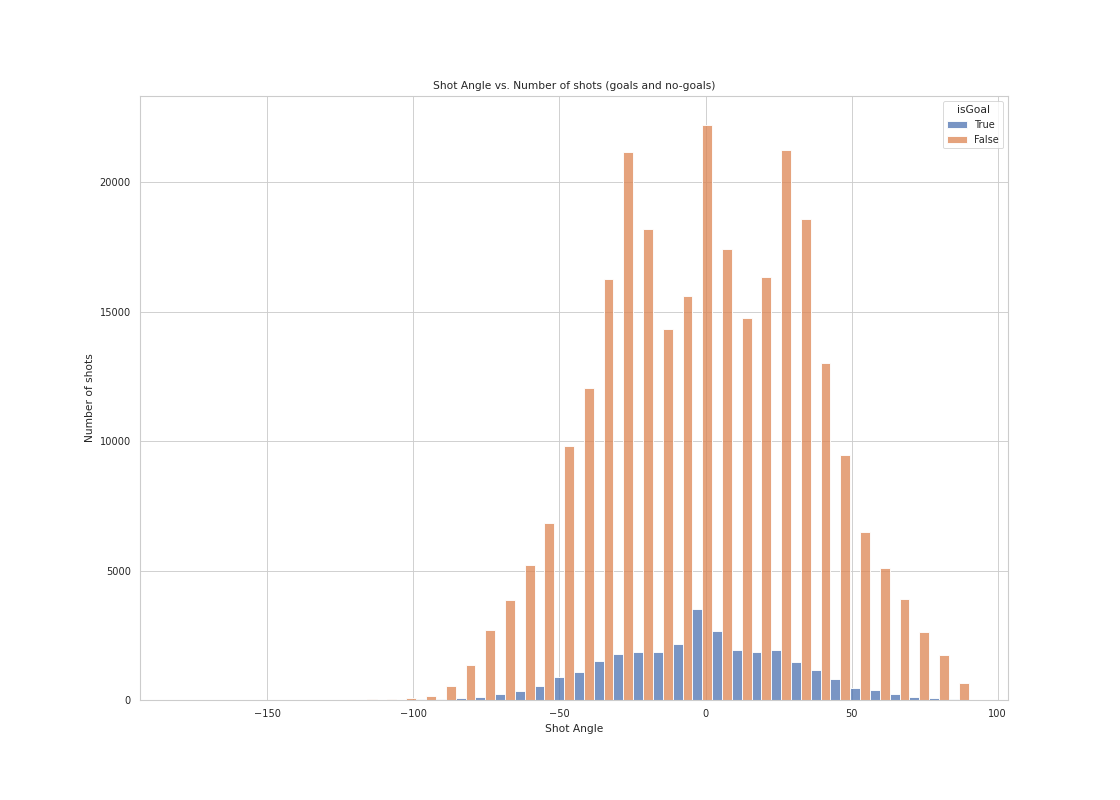 Shot Angle vs. Number of shots (goals and no-goals)
isGoal
True
False
Number of shots
20000
15000
10000
5000
0
−150
−100
−50
0
50
100
Shot Angle